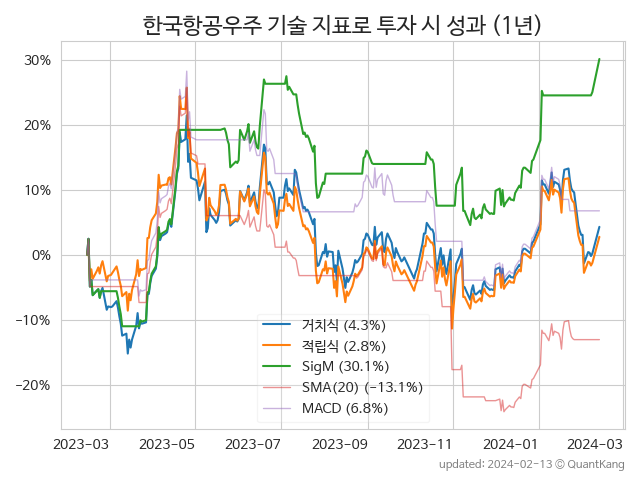 한국항공우주 기술 지표로 투자 시 성과 (1년)
30%
20%
10%
0%
−10%
−20%
거치식 (4.3%)
적립식 (2.8%)
SigM (30.1%)
SMA(20) (−13.1%)
MACD (6.8%)
2023-03 2023-05 2023-07 2023-09 2023-11 2024-01 2024-03
updated: 2024-02-13 © QuantKang